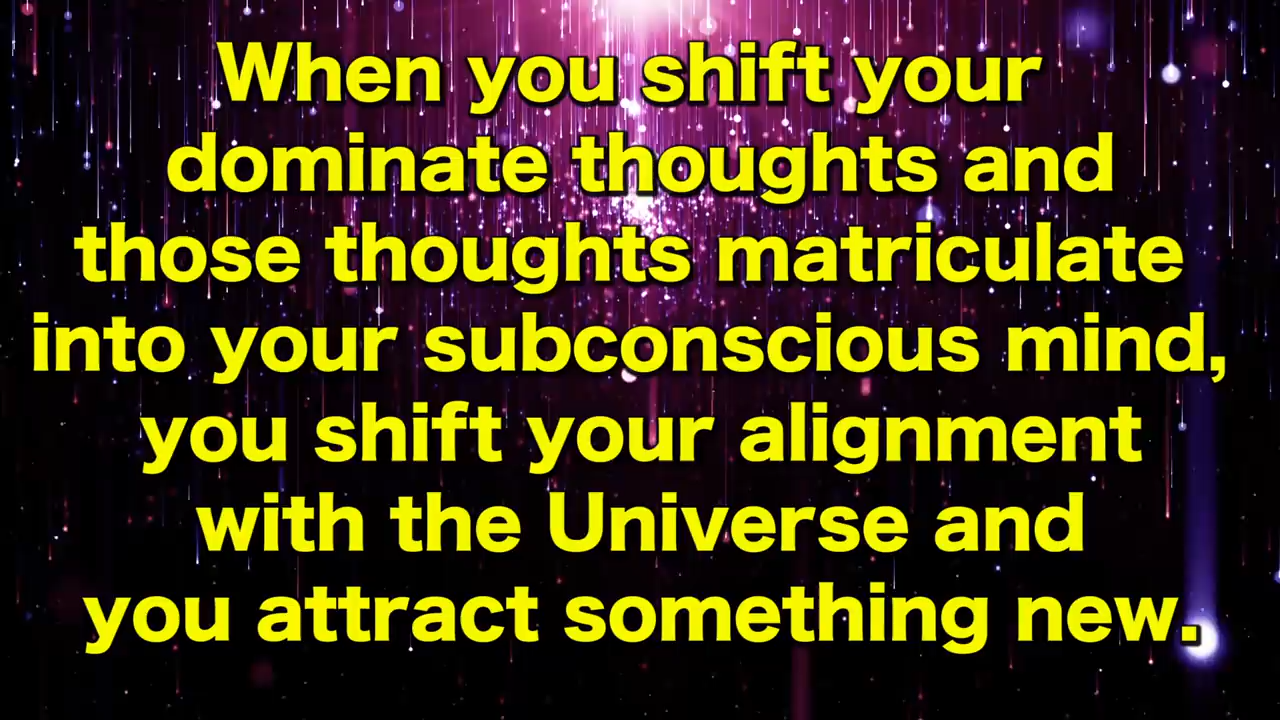 When you shift your
dominate thoughts and
those thoughts matriculate
into your subconscious mind,
you shift your alignment
with the Universe and
you attract something new.